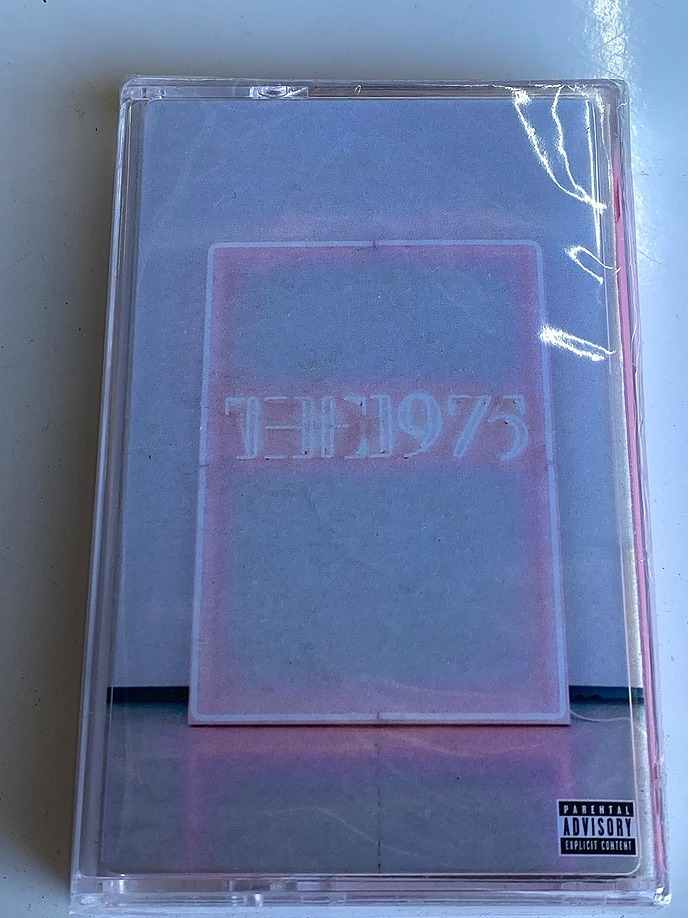 THE 1975
PARENTAL
ADVISORY
EXPLICIT CONTENT